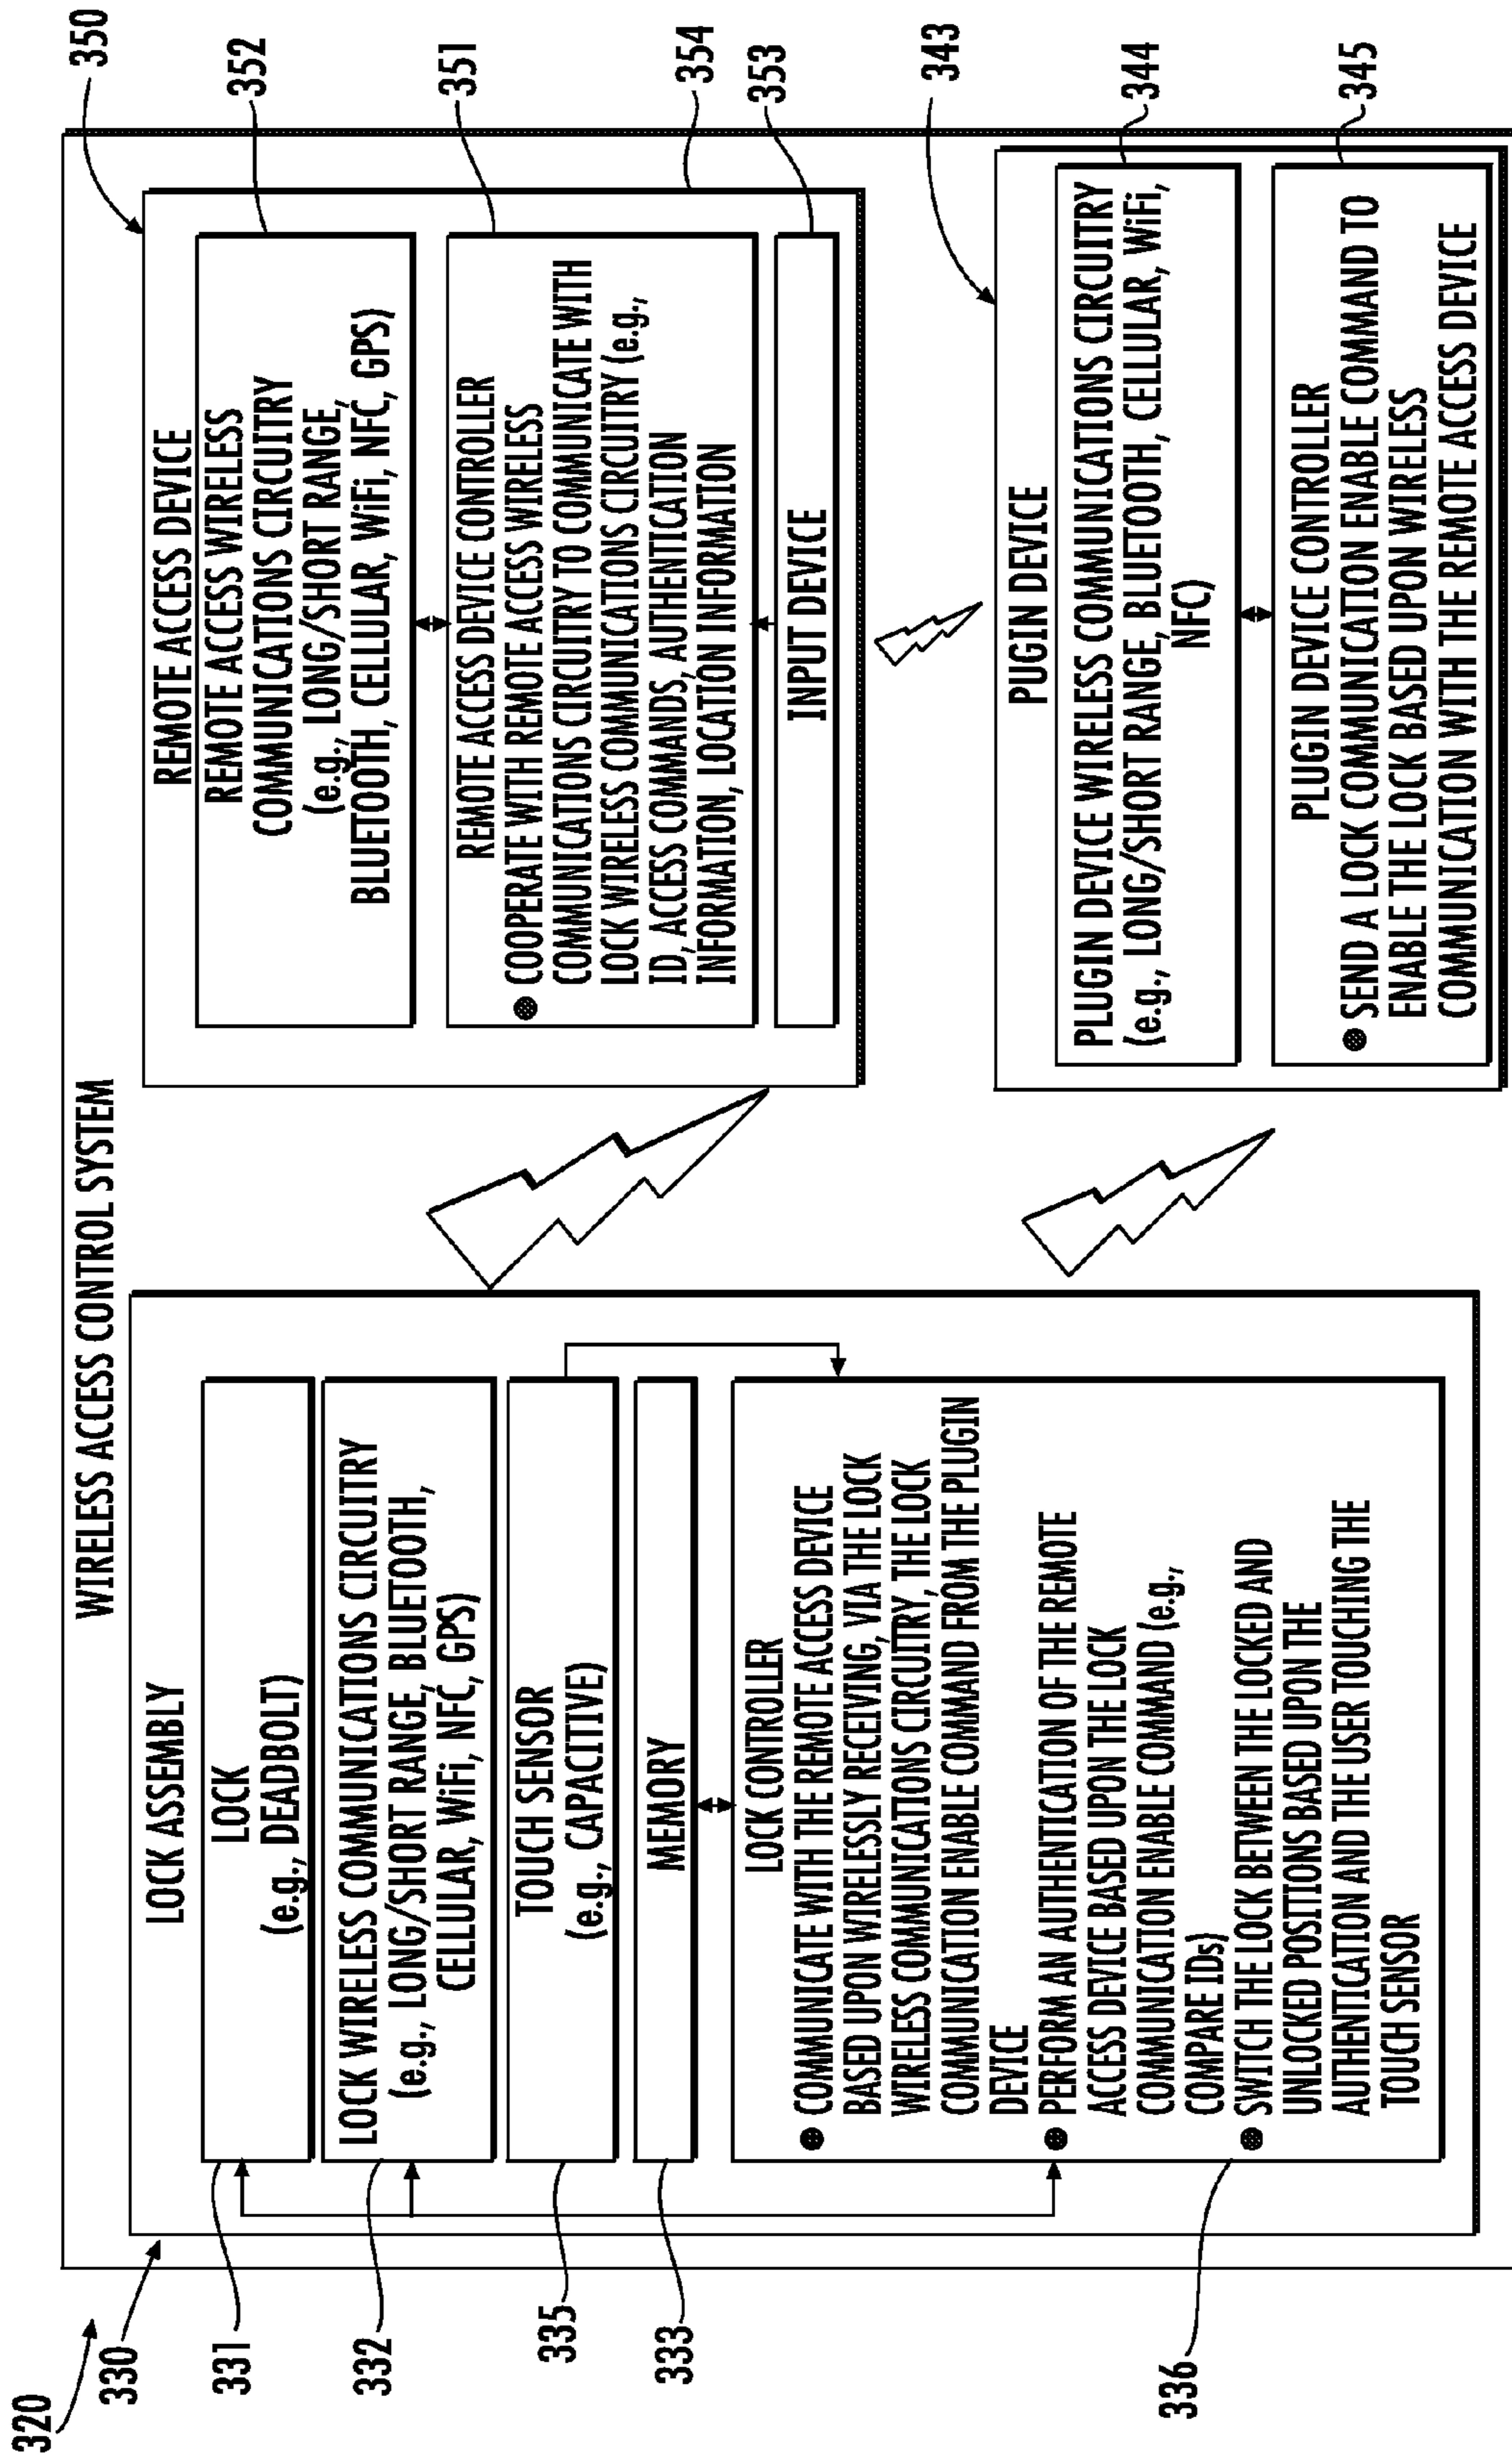 WIRELESS ACCESS CONTROL SYSTEM
320
330
LOCK ASSEMBLY
331
LOCK
(e.g., DEADBOLT)
332
LOCK WIRELESS COMMUNICATIONS CIRCUITRY
(e.g., LONG/SHORT RANGE, BLUETOOTH,
CELLULAR, WiFi, NFC, GPS)
335
TOUCH SENSOR
(e.g., CAPACITIVE)
333
MEMORY
336
LOCK CONTROLLER
● COMMUNICATE WITH THE REMOTE ACCESS DEVICE
BASED UPON WIRELESSLY RECEIVING, VIA THE LOCK
WIRELESS COMMUNICATIONS CIRCUITRY, THE LOCK
COMMUNICATION ENABLE COMMAND FROM THE PLUGIN
DEVICE
● PERFORM AN AUTHENTICATION OF THE REMOTE
ACCESS DEVICE BASED UPON THE LOCK
COMMUNICATION ENABLE COMMAND (e.g.,
COMPARE IDs)
● SWITCH THE LOCK BETWEEN THE LOCKED AND
UNLOCKED POSITIONS BASED UPON THE
AUTHENTICATION AND THE USER TOUCHING THE
TOUCH SENSOR
350
REMOTE ACCESS DEVICE
352
REMOTE ACCESS WIRELESS
COMMUNICATIONS CIRCUITRY
(e.g., LONG/SHORT RANGE,
BLUETOOTH, CELLULAR, WiFi, NFC, GPS)
351
REMOTE ACCESS DEVICE CONTROLLER
● COOPERATE WITH REMOTE ACCESS WIRELESS
COMMUNICATIONS CIRCUITRY TO COMMUNICATE WITH
LOCK WIRELESS COMMUNICATIONS CIRCUITRY (e.g.,
ID, ACCESS COMMANDS, AUTHENTICATION
INFORMATION, LOCATION INFORMATION
354
353
INPUT DEVICE
343
PUGIN DEVICE
344
PLUGIN DEVICE WIRELESS COMMUNICATIONS CIRCUITRY
(e.g., LONG/SHORT RANGE, BLUETOOTH, CELLULAR, WiFi,
NFC)
345
PLUGIN DEVICE CONTROLLER
● SEND A LOCK COMMUNICATION ENABLE COMMAND TO
ENABLE THE LOCK BASED UPON WIRELESS
COMMUNICATION WITH THE REMOTE ACCESS DEVICE